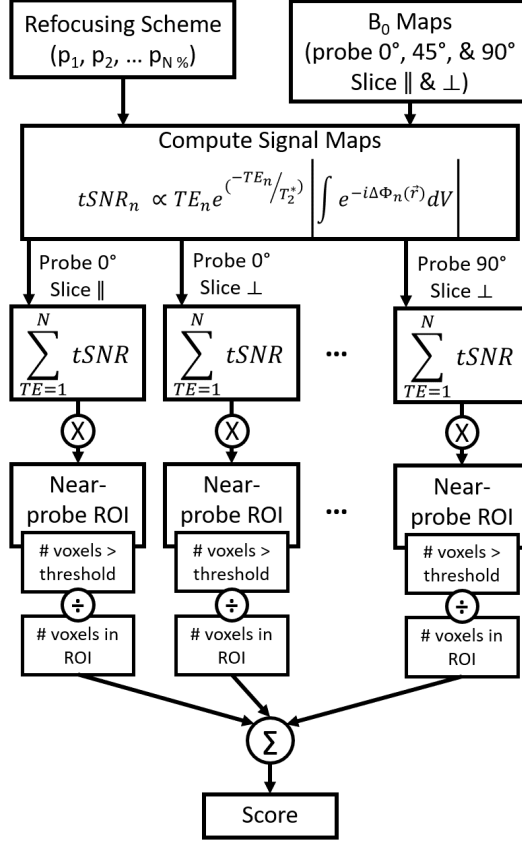 Refocusing Scheme
(p₁, p₂, ... p_N %)
B₀ Maps
(probe 0°, 45°, & 90°
Slice ∥ & ⊥)
Compute Signal Maps
tSNRₙ ∝ TEₙe^(−TEₙ/T₂*) |∫ e^(−iΔΦₙ(r⃗)) dV|
Probe 0°
Slice ∥
Probe 0°
Slice ⊥
Probe 90°
Slice ⊥
N
∑ tSNR
TE=1
N
∑ tSNR
TE=1
...
N
∑ tSNR
TE=1
X
X
X
Near-
probe ROI
Near-
probe ROI
...
Near-
probe ROI
# voxels >
threshold
# voxels >
threshold
# voxels >
threshold
÷
÷
÷
# voxels in
ROI
# voxels in
ROI
# voxels in
ROI
Σ
Score